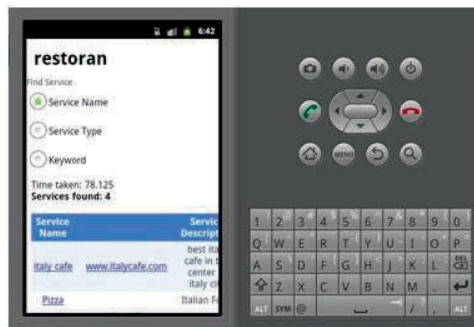 6:42
restoran
Find Service
Service Name
Service Type
Keyword
Time taken: 78.125
Services found: 4
Service Name
Servic Descript
italy cafe
www.italycafe.com
best ita
cafe in t
center
italy ci
Pizza
Italian F
MENU
1 2 @ 3 # 4 $ 5 % 6 ^ 7 & 8 * 9 ( 0 )
Q W E R T Y U I O P
A S D F G H J K L DEL
Z X C V B N M .
ALT SYM @ / ? , ALT